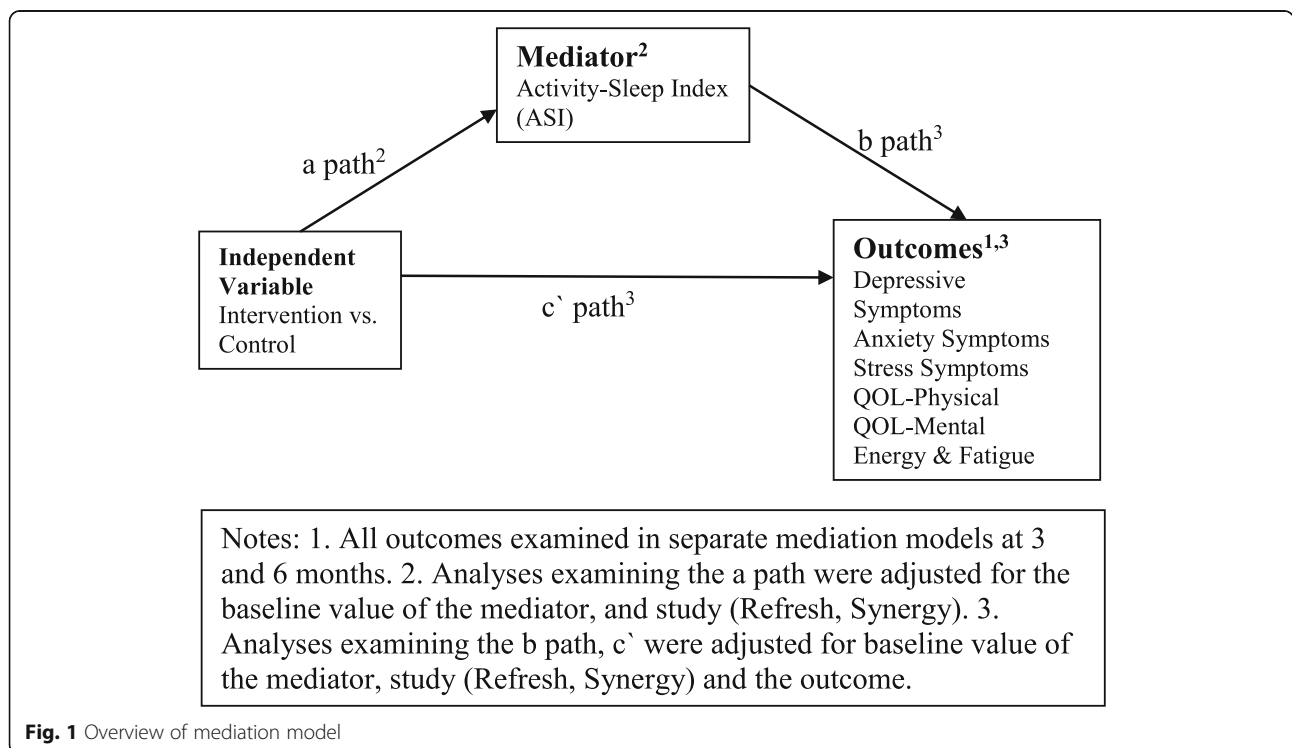 Mediator²
Activity-Sleep Index
(ASI)
a path²
b path³
Independent
Variable
Intervention vs.
Control
c` path³
Outcomes¹,³
Depressive
Symptoms
Anxiety Symptoms
Stress Symptoms
QOL-Physical
QOL-Mental
Energy & Fatigue
Notes: 1. All outcomes examined in separate mediation models at 3
and 6 months. 2. Analyses examining the a path were adjusted for the
baseline value of the mediator, and study (Refresh, Synergy). 3.
Analyses examining the b path, c` were adjusted for baseline value of
the mediator, study (Refresh, Synergy) and the outcome.
Fig. 1 Overview of mediation model